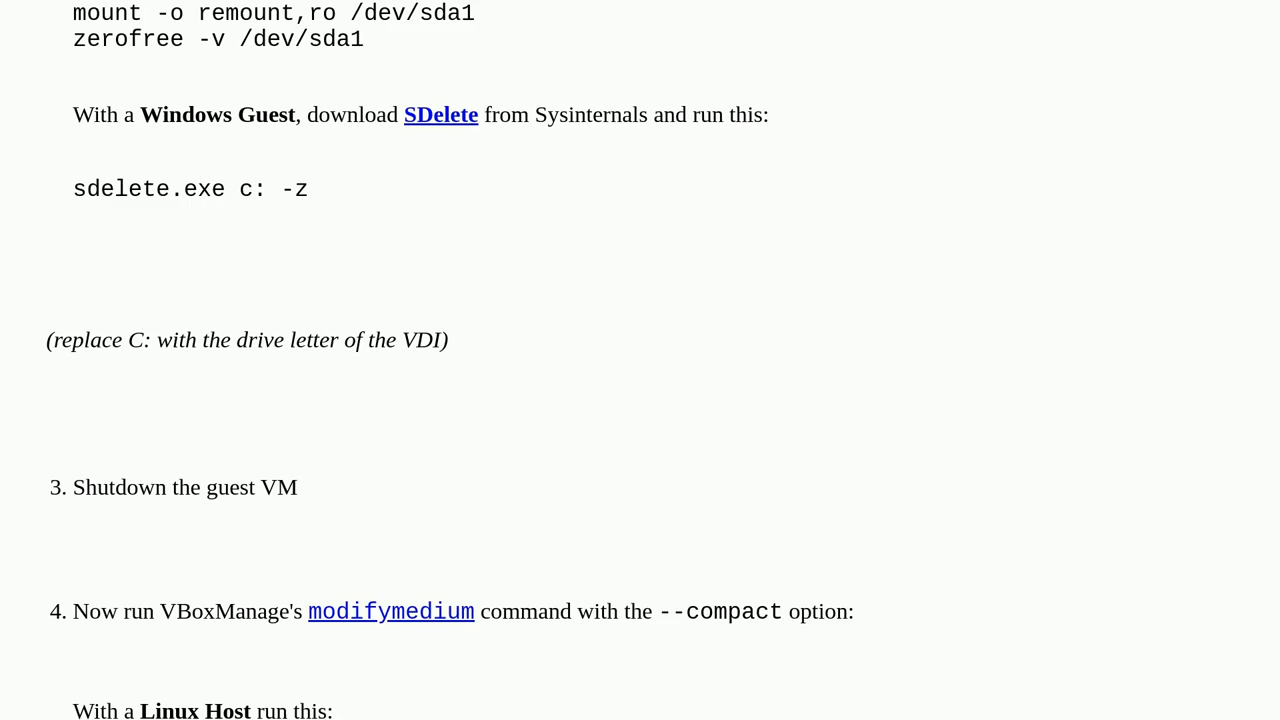 mount -o remount,ro /dev/sda1
zerofree -v /dev/sda1
With a Windows Guest, download SDelete from Sysinternals and run this:
sdelete.exe c: -z
(replace C: with the drive letter of the VDI)
3. Shutdown the guest VM
4. Now run VBoxManage's modifymedium command with the --compact option:
With a Linux Host run this: